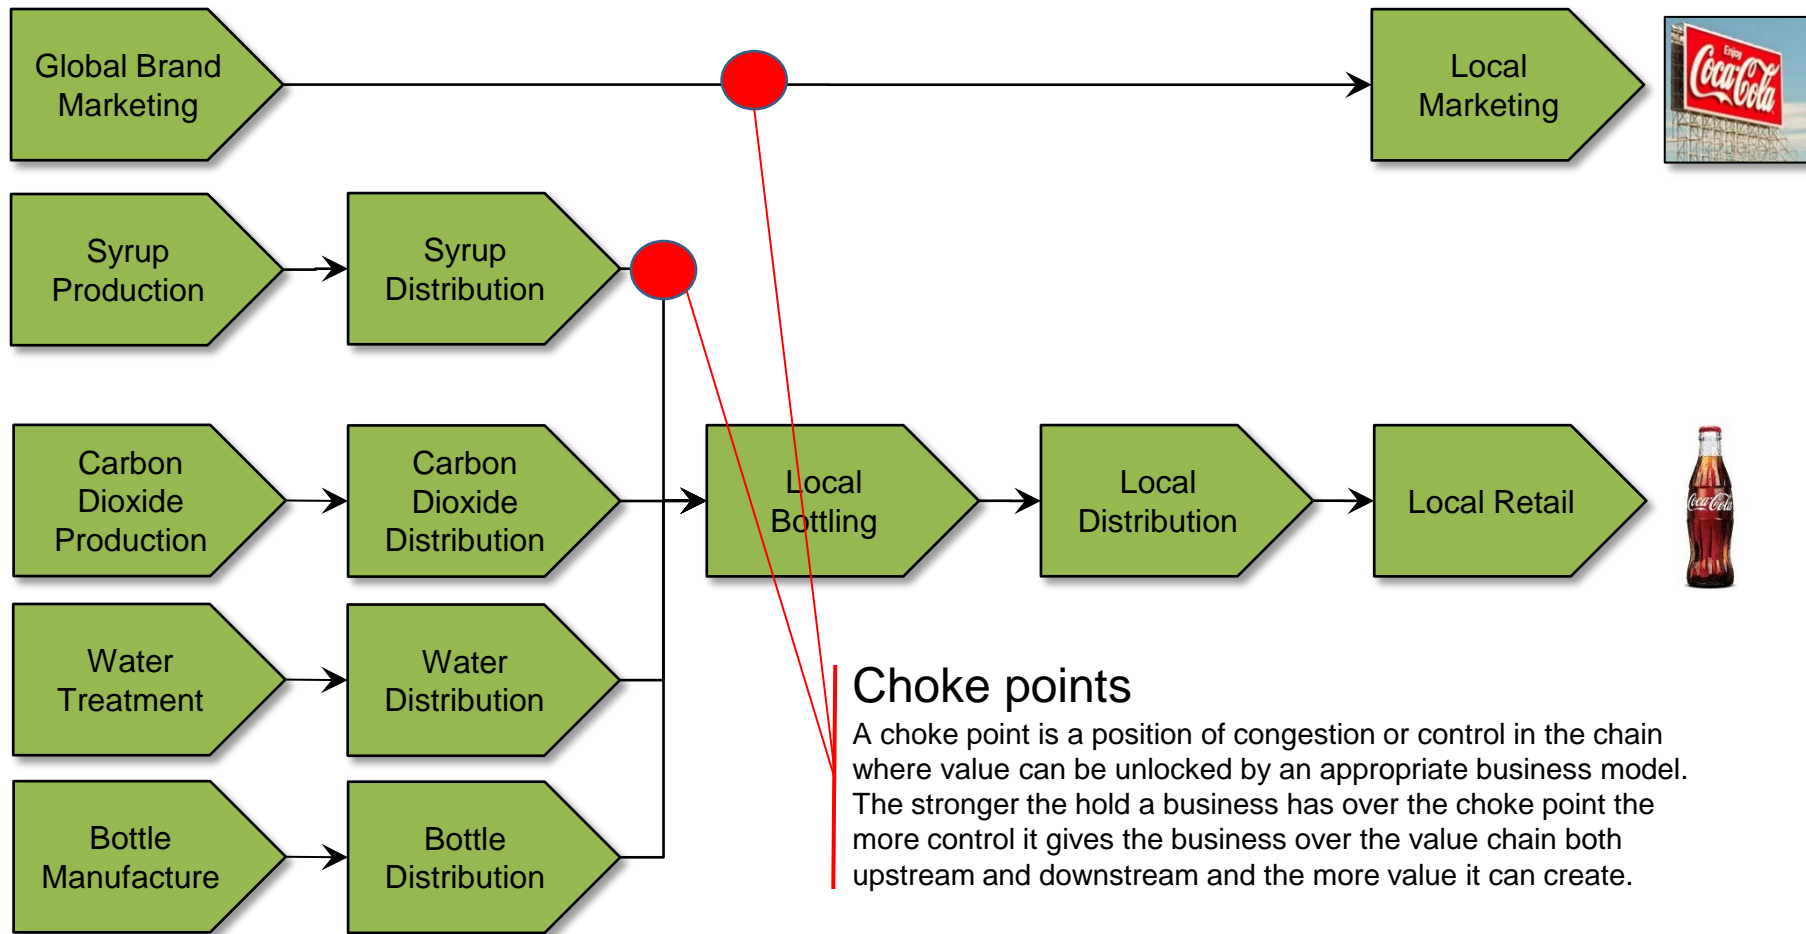 Global Brand
Marketing
Local
Marketing
Enjoy
Coca-Cola
Syrup
Production
Syrup
Distribution
Carbon
Dioxide
Production
Carbon
Dioxide
Distribution
Local
Bottling
Local
Distribution
Local Retail
Coca-Cola
Water
Treatment
Water
Distribution
Bottle
Manufacture
Bottle
Distribution
Choke points
A choke point is a position of congestion or control in the chain
where value can be unlocked by an appropriate business model.
The stronger the hold a business has over the choke point the
more control it gives the business over the value chain both
upstream and downstream and the more value it can create.